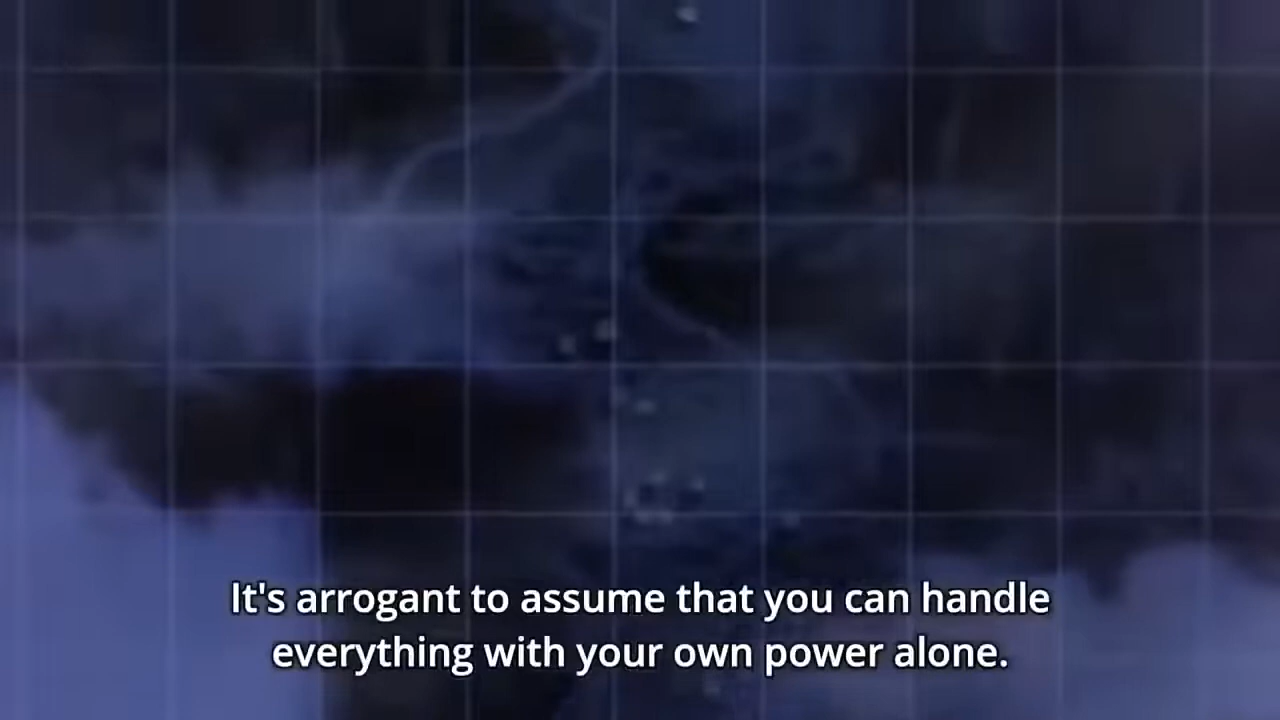 It's arrogant to assume that you can handle
everything with your own power alone.